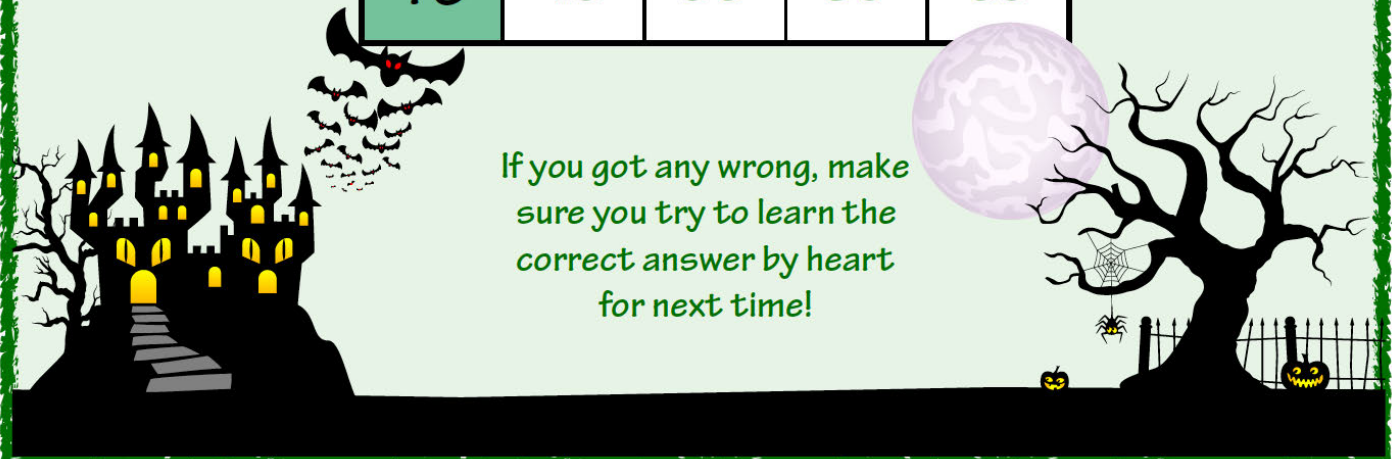 If you got any wrong, make
sure you try to learn the
correct answer by heart
for next time!